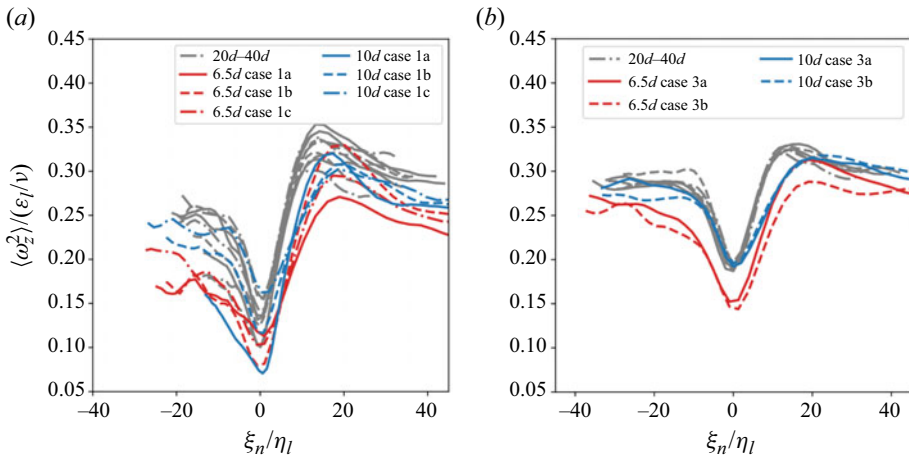 (a)
0.45
0.40
0.35
0.30
0.25
0.20
0.15
0.10
0.05
⟨ω_z^2⟩/(ε_l/ν)
20d–40d
6.5d case 1a
6.5d case 1b
6.5d case 1c
10d case 1a
10d case 1b
10d case 1c
−40 −20 0 20 40
ξ_n/η_l
(b)
0.45
0.40
0.35
0.30
0.25
0.20
0.15
0.10
0.05
20d–40d
6.5d case 3a
6.5d case 3b
10d case 3a
10d case 3b
−40 −20 0 20 40
ξ_n/η_l